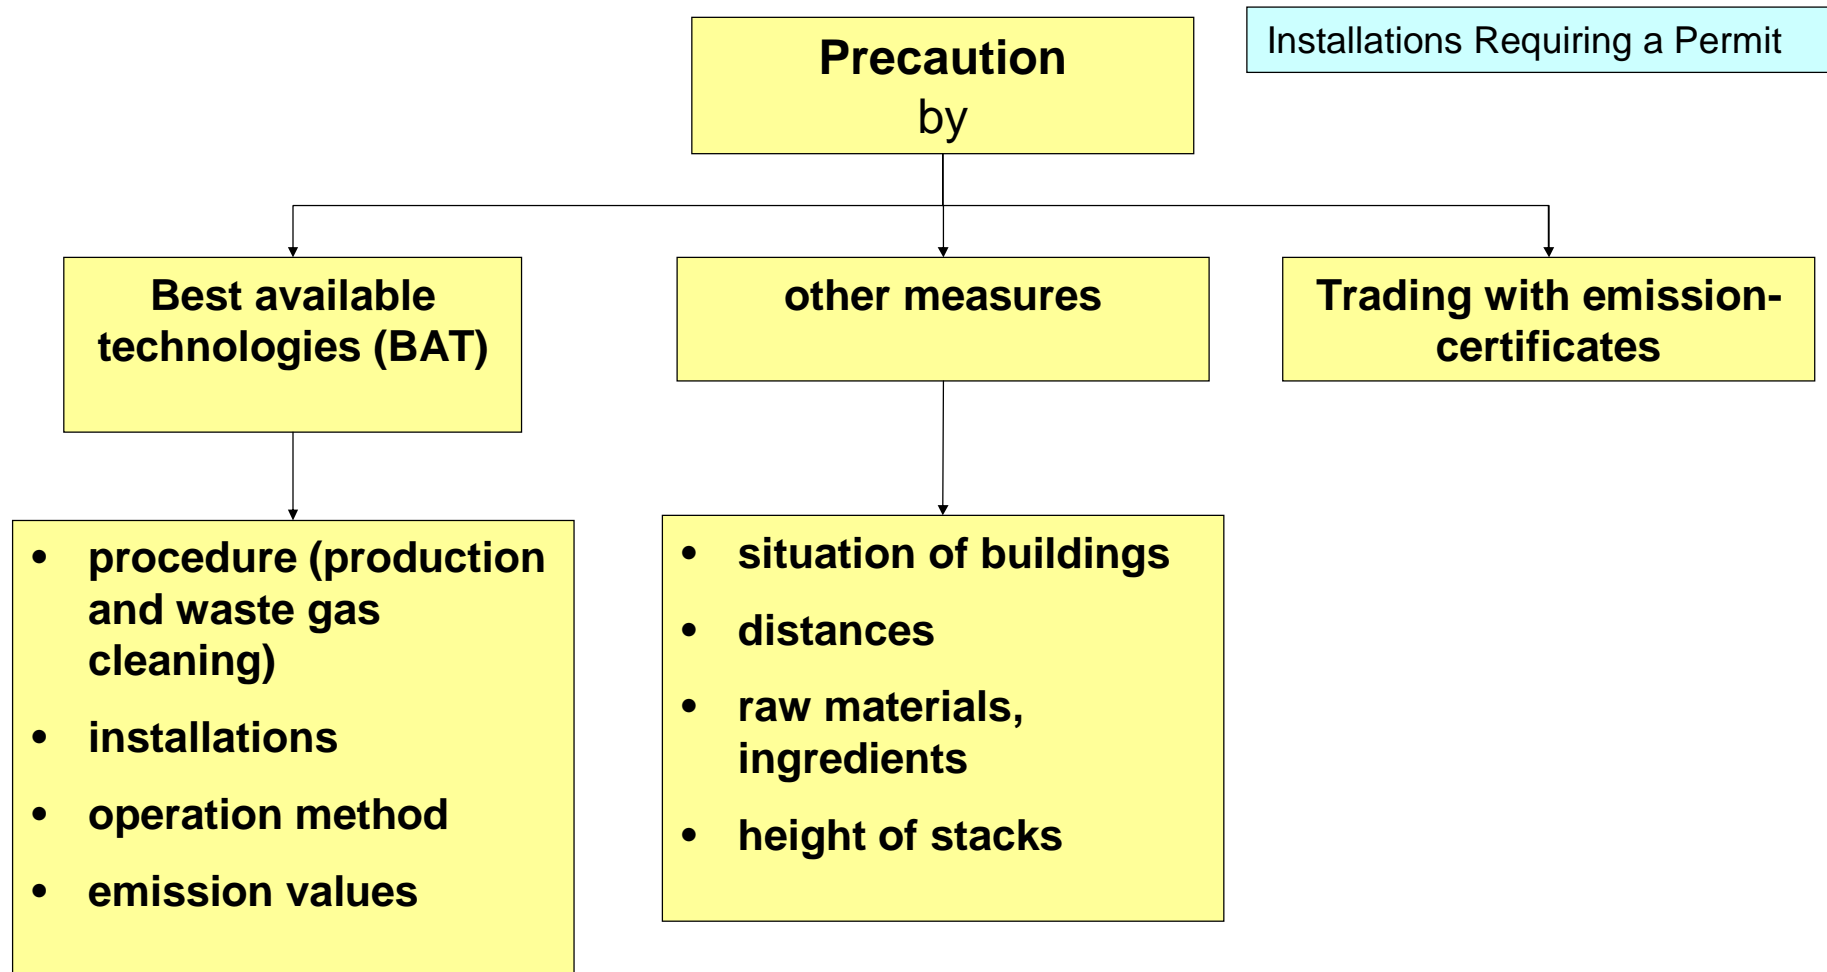 Installations Requiring a Permit
Precaution
by
Best available
technologies (BAT)
other measures
Trading with emission-
certificates
• procedure (production
and waste gas
cleaning)
• installations
• operation method
• emission values
• situation of buildings
• distances
• raw materials,
ingredients
• height of stacks